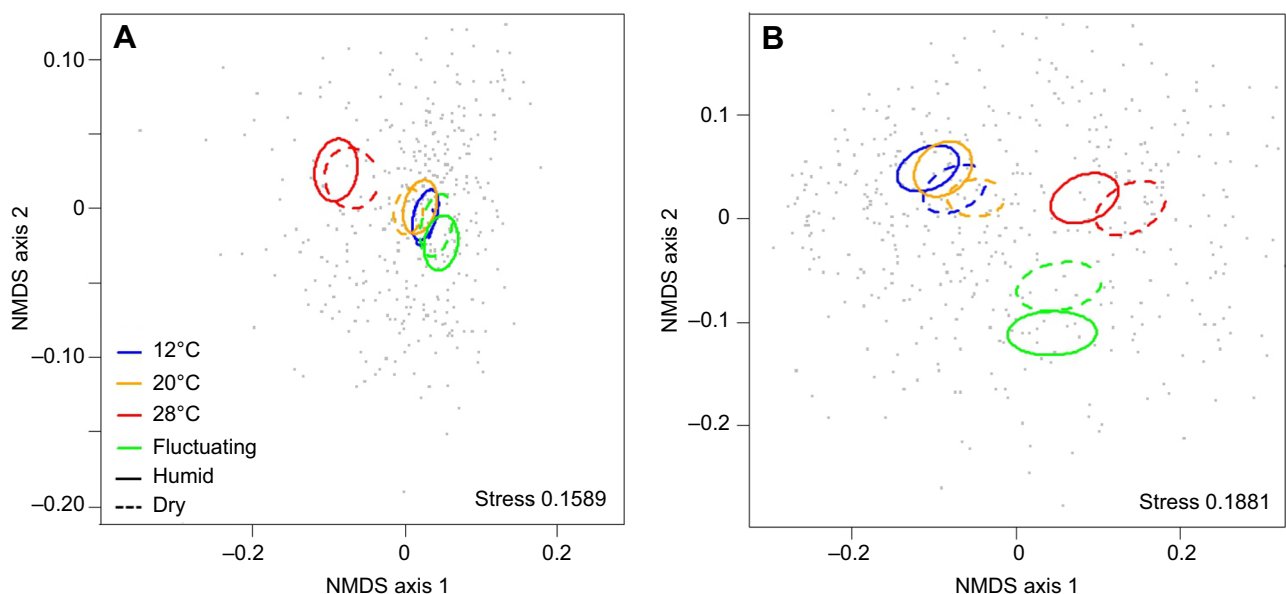 A
0.10
0
–0.10
–0.20
NMDS axis 2
12°C
20°C
28°C
Fluctuating
Humid
Dry
Stress 0.1589
–0.2
0
0.2
NMDS axis 1
B
0.1
0
–0.1
–0.2
NMDS axis 2
Stress 0.1881
–0.2
0
0.2
NMDS axis 1